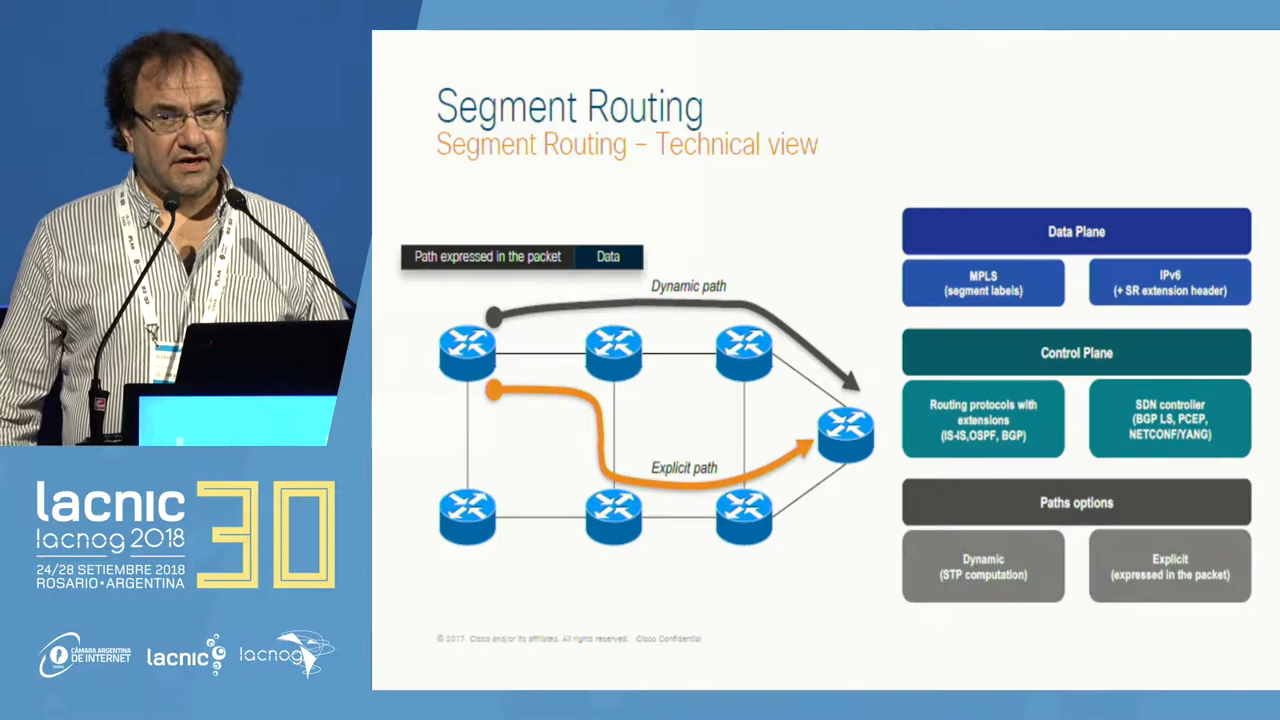 Segment Routing
Segment Routing – Technical view
Path expressed in the packet
Data
Dynamic path
Explicit path
Data Plane
MPLS
(segment labels)
IPv6
(+ SR extension header)
Control Plane
Routing protocols with
extensions
(IS-IS,OSPF, BGP)
SDN controller
(BGP LS, PCEP,
NETCONF/YANG)
Paths options
Dynamic
(STP computation)
Explicit
(expressed in the packet)
© 2017 Cisco and/or its affiliates. All rights reserved. Cisco Confidential
lacnic 30
lacnog 2018
24/28 SETIEMBRE 2018
ROSARIO • ARGENTINA
CÁMARA ARGENTINA
DE INTERNET
lacnic
lacnog